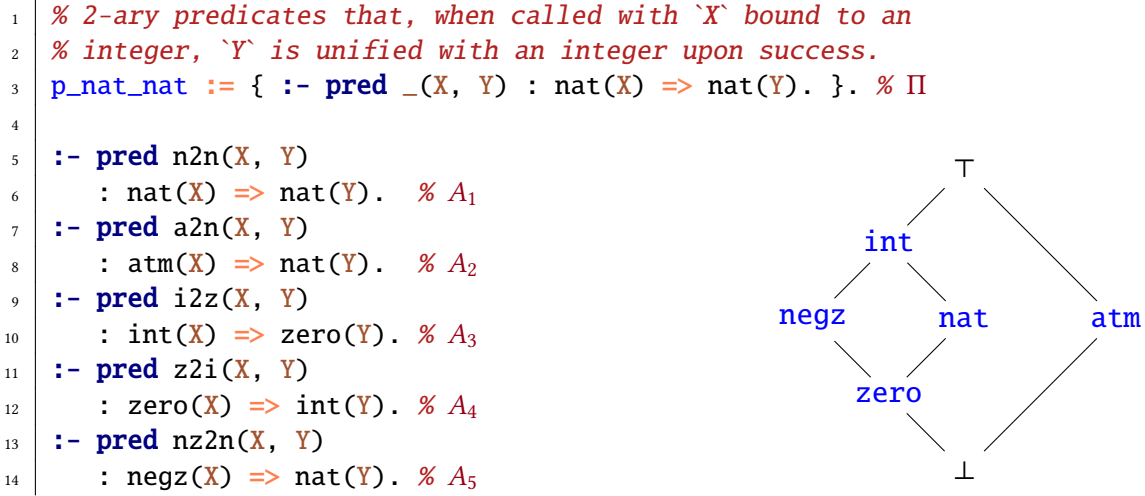 1 % 2-ary predicates that, when called with `X` bound to an
2 % integer, `Y` is unified with an integer upon success.
3 p_nat_nat := { :- pred _(X, Y) : nat(X) => nat(Y). }. % Π
4
5 :- pred n2n(X, Y)
6 : nat(X) => nat(Y). % A₁
7 :- pred a2n(X, Y)
8 : atm(X) => nat(Y). % A₂
9 :- pred i2z(X, Y)
10 : int(X) => zero(Y). % A₃
11 :- pred z2i(X, Y)
12 : zero(X) => int(Y). % A₄
13 :- pred nz2n(X, Y)
14 : negz(X) => nat(Y). % A₅
⊤
int
negz nat atm
zero
⊥